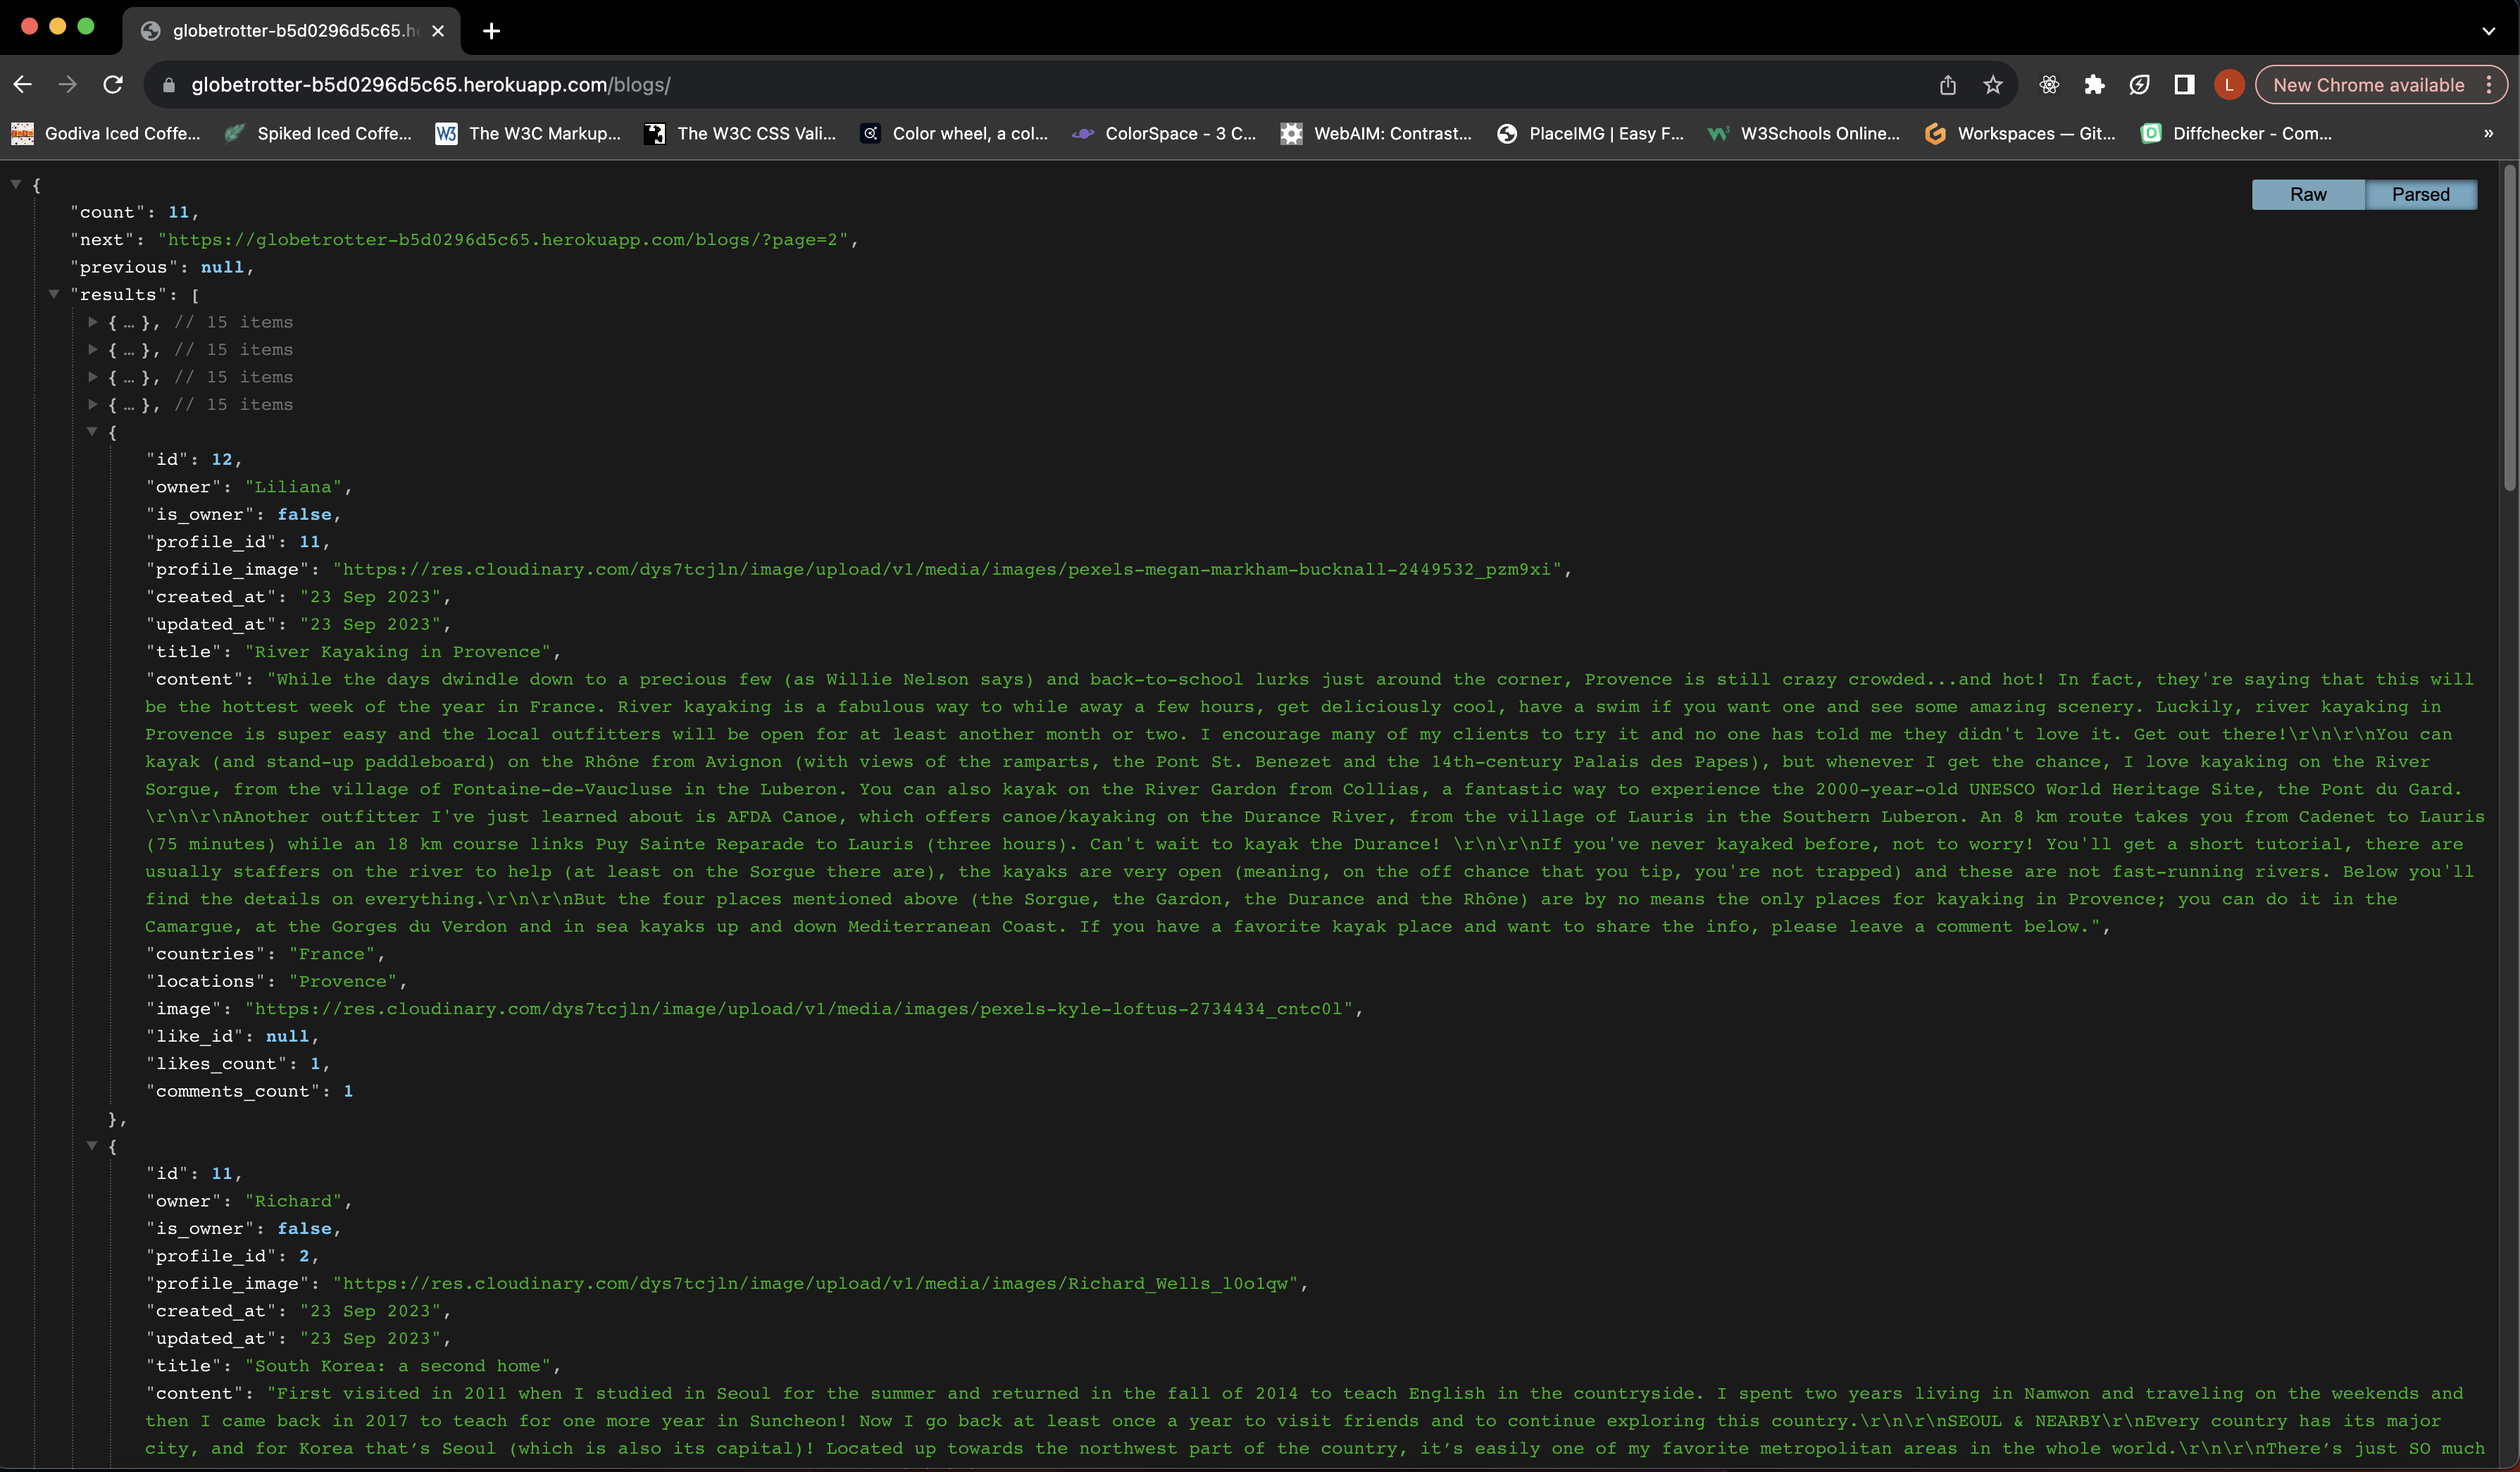 globetrotter-b5d0296d5c65.h
globetrotter-b5d0296d5c65.herokuapp.com/blogs/
L
New Chrome available
Godiva Iced Coffe...
Spiked Iced Coffe...
W3
The W3C Markup...
The W3C CSS Vali...
Color wheel, a col...
ColorSpace - 3 C...
WebAIM: Contrast...
PlaceIMG | Easy F...
W3Schools Online...
Workspaces — Git...
Diffchecker - Com...
»
Raw
Parsed
{
"count": 11,
"next": "https://globetrotter-b5d0296d5c65.herokuapp.com/blogs/?page=2",
"previous": null,
"results": [
{ … }, // 15 items
{ … }, // 15 items
{ … }, // 15 items
{ … }, // 15 items
{
"id": 12,
"owner": "Liliana",
"is_owner": false,
"profile_id": 11,
"profile_image": "https://res.cloudinary.com/dys7tcjln/image/upload/v1/media/images/pexels-megan-markham-bucknall-2449532_pzm9xi",
"created_at": "23 Sep 2023",
"updated_at": "23 Sep 2023",
"title": "River Kayaking in Provence",
"content": "While the days dwindle down to a precious few (as Willie Nelson says) and back-to-school lurks just around the corner, Provence is still crazy crowded...and hot! In fact, they're saying that this will
be the hottest week of the year in France. River kayaking is a fabulous way to while away a few hours, get deliciously cool, have a swim if you want one and see some amazing scenery. Luckily, river kayaking in
Provence is super easy and the local outfitters will be open for at least another month or two. I encourage many of my clients to try it and no one has told me they didn't love it. Get out there!\r\n\r\nYou can
kayak (and stand-up paddleboard) on the Rhône from Avignon (with views of the ramparts, the Pont St. Benezet and the 14th-century Palais des Papes), but whenever I get the chance, I love kayaking on the River
Sorgue, from the village of Fontaine-de-Vaucluse in the Luberon. You can also kayak on the River Gardon from Collias, a fantastic way to experience the 2000-year-old UNESCO World Heritage Site, the Pont du Gard.
\r\n\r\nAnother outfitter I've just learned about is AFDA Canoe, which offers canoe/kayaking on the Durance River, from the village of Lauris in the Southern Luberon. An 8 km route takes you from Cadenet to Lauris
(75 minutes) while an 18 km course links Puy Sainte Reparade to Lauris (three hours). Can't wait to kayak the Durance! \r\n\r\nIf you've never kayaked before, not to worry! You'll get a short tutorial, there are
usually staffers on the river to help (at least on the Sorgue there are), the kayaks are very open (meaning, on the off chance that you tip, you're not trapped) and these are not fast-running rivers. Below you'll
find the details on everything.\r\n\r\nBut the four places mentioned above (the Sorgue, the Gardon, the Durance and the Rhône) are by no means the only places for kayaking in Provence; you can do it in the
Camargue, at the Gorges du Verdon and in sea kayaks up and down Mediterranean Coast. If you have a favorite kayak place and want to share the info, please leave a comment below.",
"countries": "France",
"locations": "Provence",
"image": "https://res.cloudinary.com/dys7tcjln/image/upload/v1/media/images/pexels-kyle-loftus-2734434_cntc0l",
"like_id": null,
"likes_count": 1,
"comments_count": 1
},
{
"id": 11,
"owner": "Richard",
"is_owner": false,
"profile_id": 2,
"profile_image": "https://res.cloudinary.com/dys7tcjln/image/upload/v1/media/images/Richard_Wells_l0o1qw",
"created_at": "23 Sep 2023",
"updated_at": "23 Sep 2023",
"title": "South Korea: a second home",
"content": "First visited in 2011 when I studied in Seoul for the summer and returned in the fall of 2014 to teach English in the countryside. I spent two years living in Namwon and traveling on the weekends and
then I came back in 2017 to teach for one more year in Suncheon! Now I go back at least once a year to visit friends and to continue exploring this country.\r\n\r\nSEOUL & NEARBY\r\nEvery country has its major
city, and for Korea that’s Seoul (which is also its capital)! Located up towards the northwest part of the country, it’s easily one of my favorite metropolitan areas in the whole world.\r\n\r\nThere’s just SO much